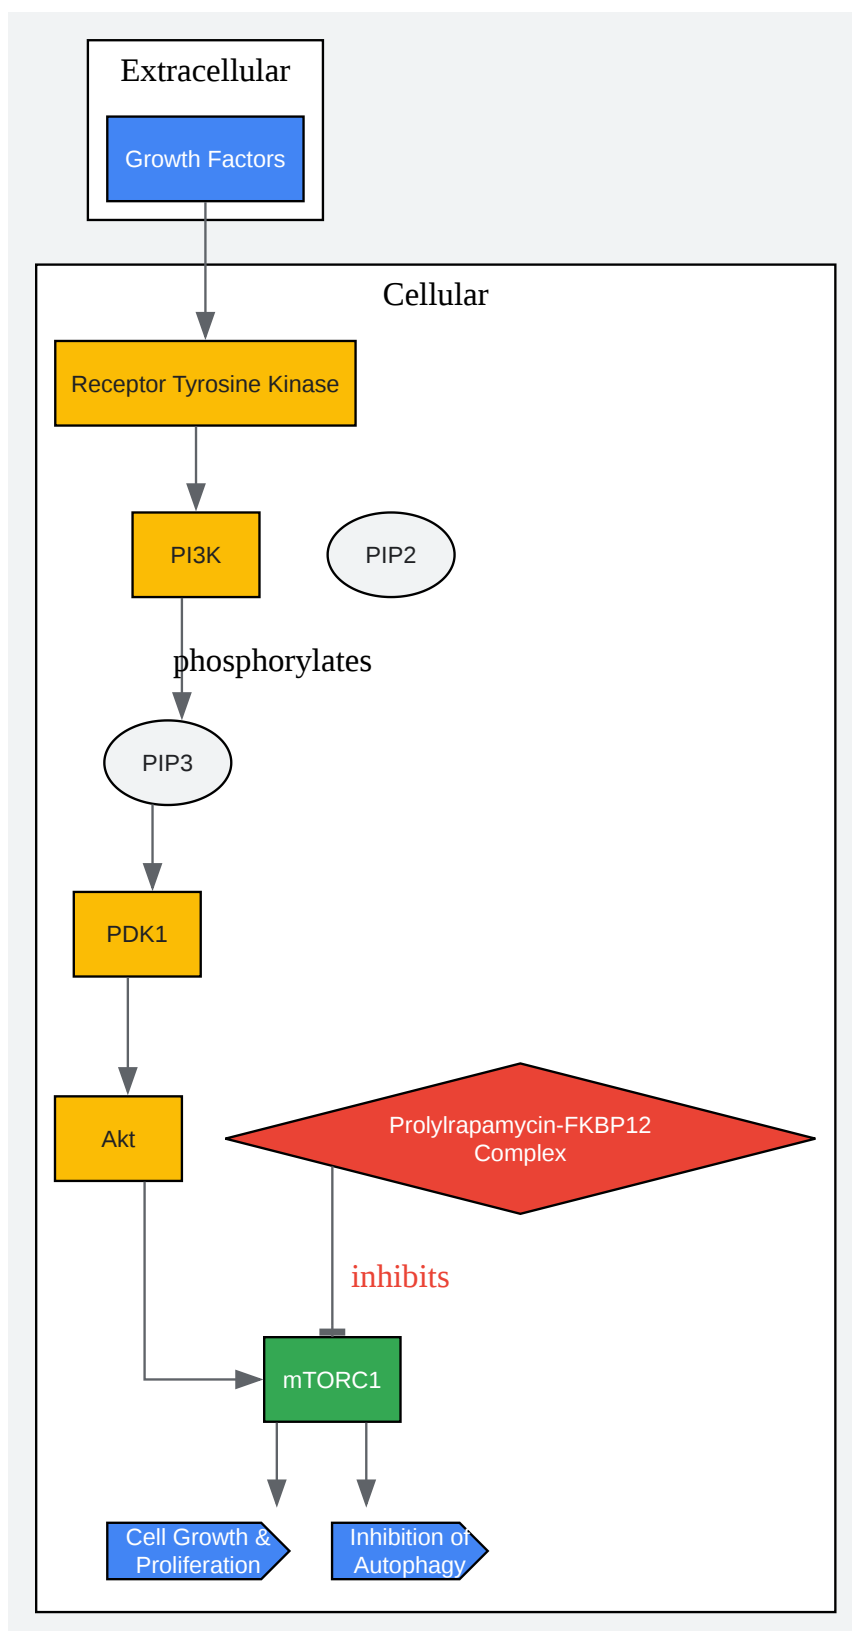 Extracellular
Growth Factors
Cellular
Receptor Tyrosine Kinase
PI3K
PIP2
phosphorylates
PIP3
PDK1
Akt
Prolylrapamycin-FKBP12
Complex
inhibits
mTORC1
Cell Growth &
Proliferation
Inhibition of
Autophagy